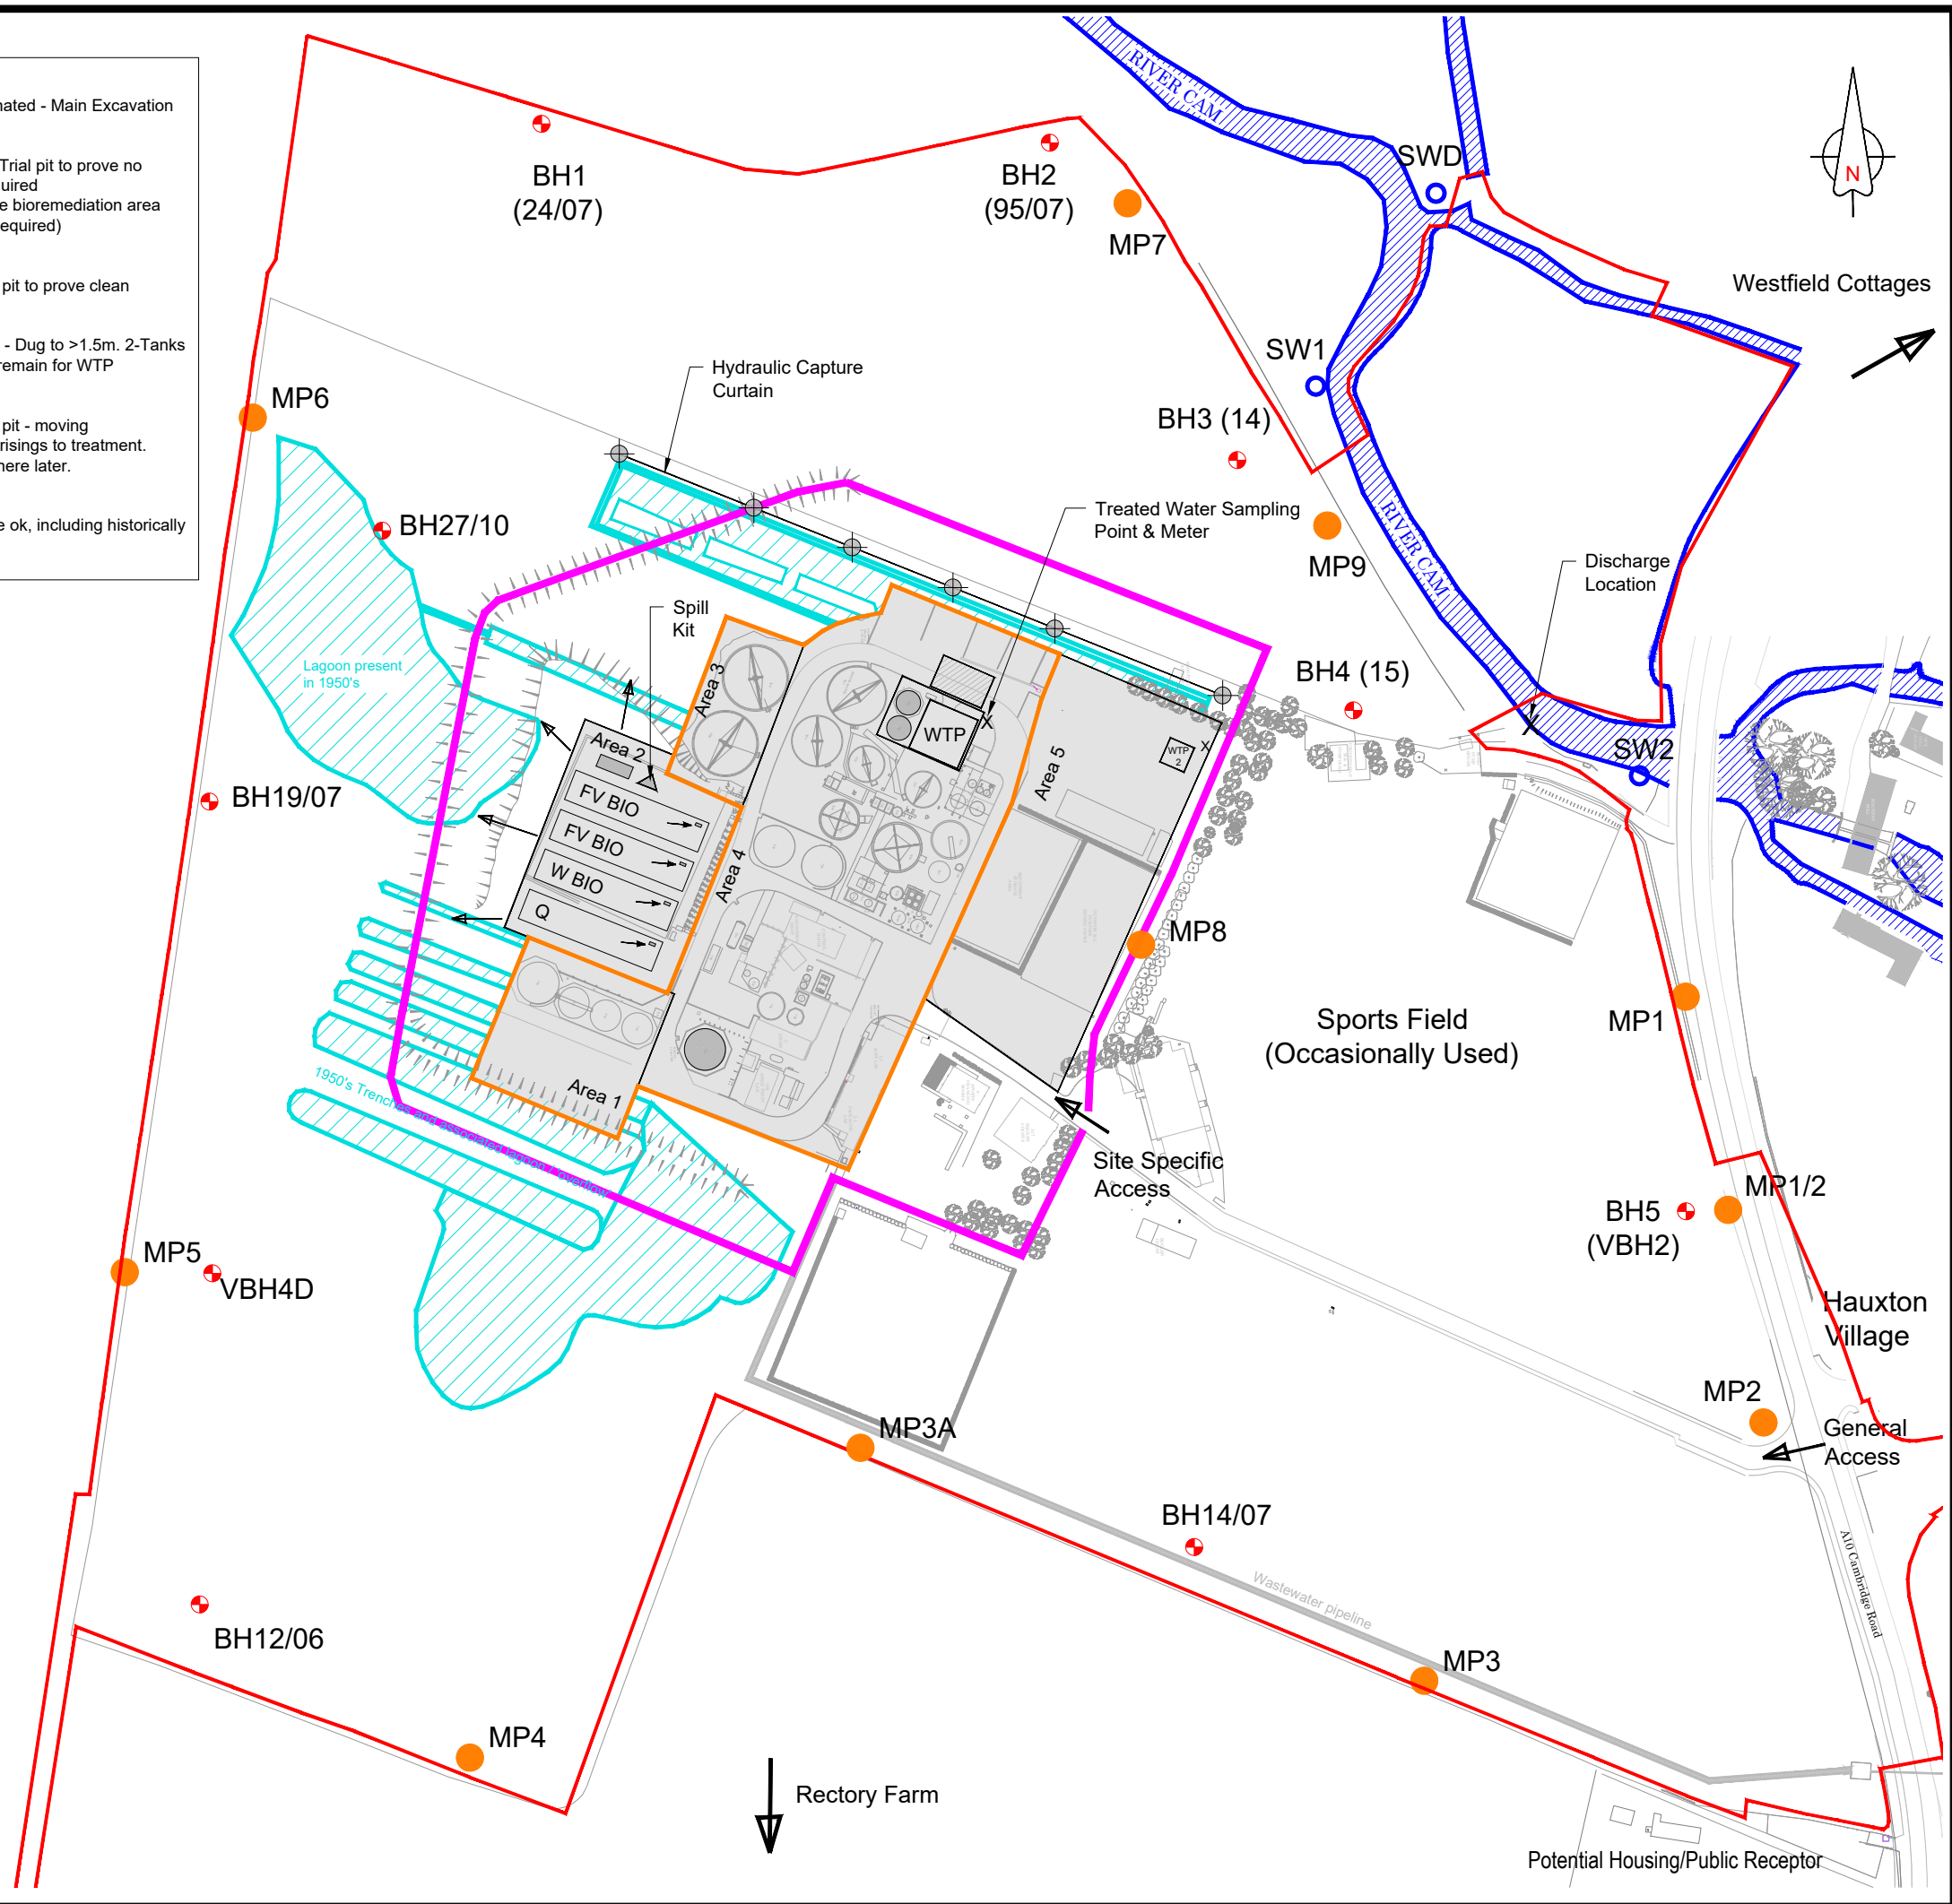 nated - Main Excavation
Trial pit to prove no
uired
e bioremediation area
equired)
pit to prove clean
- Dug to >1.5m. 2-Tanks
remain for WTP
pit - moving
risings to treatment.
here later.
e ok, including historically
RIVER CAM
SWD
N
BH1
(24/07)
BH2
(95/07)
MP7
Westfield Cottages
SW1
Hydraulic Capture
Curtain
MP6
BH3 (14)
Treated Water Sampling
Point & Meter
RIVER CAM
BH27/10
MP9
Discharge
Location
Spill
Kit
Lagoon present
in 1950's
Area 3
BH4 (15)
X
WTP
X
WTP
2
X
SW2
Area 2
Area 5
BH19/07
FV BIO
FV BIO
W BIO
Q
Area 4
MP8
MP1
Sports Field
(Occasionally Used)
1950's Trenches and associated lagoon / overflow
Area 1
Site Specific
Access
MP1/2
BH5
(VBH2)
MP5
VBH4D
Hauxton
Village
MP2
General
Access
MP3A
BH14/07
A10 Cambridge Road
Wastewater pipeline
BH12/06
MP3
MP4
Rectory Farm
Potential Housing/Public Receptor